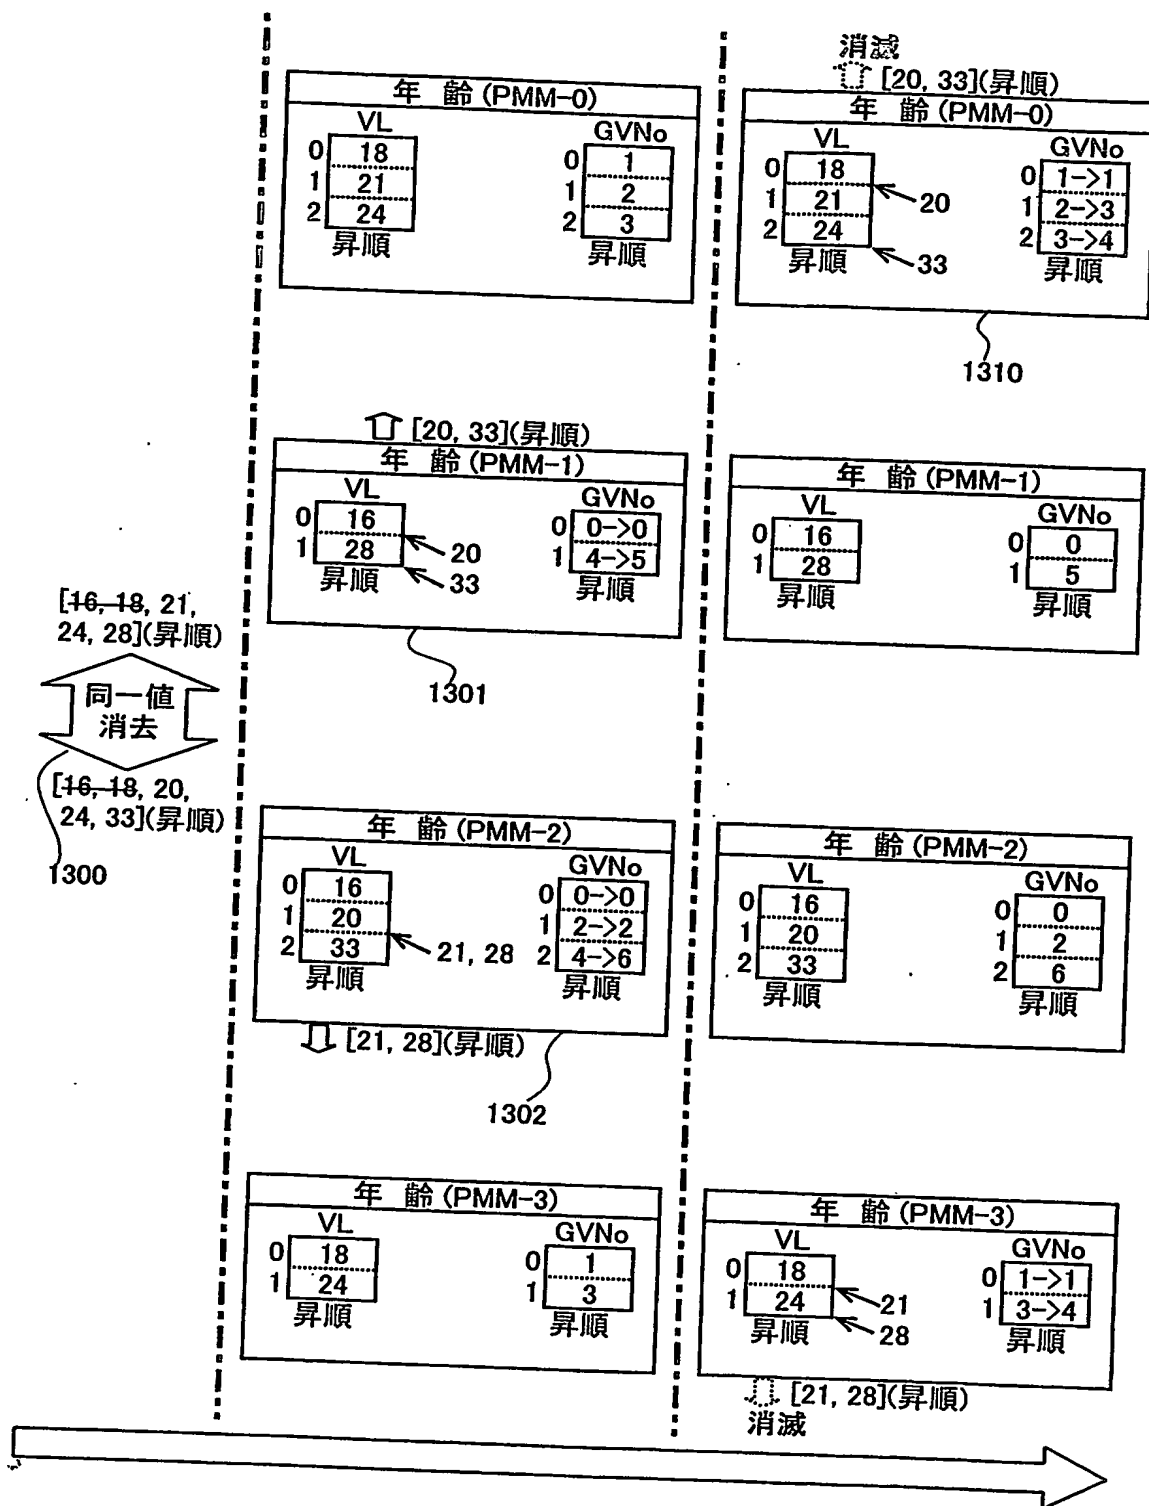 [16, 18, 21,
24, 28](昇順)
同一値
消去
[16, 18, 20,
24, 33](昇順)
1300
年 齢 (PMM-0)
VL
0 18
1 21
2 24
昇順
GVNo
0 1
1 2
2 3
昇順
[20, 33](昇順)
年 齢 (PMM-1)
VL
0 16
1 28
昇順
20
33
GVNo
0 0->0
1 4->5
昇順
1301
年 齢 (PMM-2)
VL
0 16
1 20
2 33
昇順
21, 28
GVNo
0 0->0
1 2->2
2 4->6
昇順
[21, 28](昇順)
1302
年 齢 (PMM-3)
VL
0 18
1 24
昇順
GVNo
0 1
1 3
昇順
消滅
[20, 33](昇順)
年 齢 (PMM-0)
VL
0 18
1 21
2 24
昇順
20
33
GVNo
0 1->1
1 2->3
2 3->4
昇順
1310
年 齢 (PMM-1)
VL
0 16
1 28
昇順
GVNo
0 0
1 5
昇順
年 齢 (PMM-2)
VL
0 16
1 20
2 33
昇順
GVNo
0 0
1 2
2 6
昇順
年 齢 (PMM-3)
VL
0 18
1 24
昇順
21
28
GVNo
0 1->1
1 3->4
昇順
[21, 28](昇順)
消滅